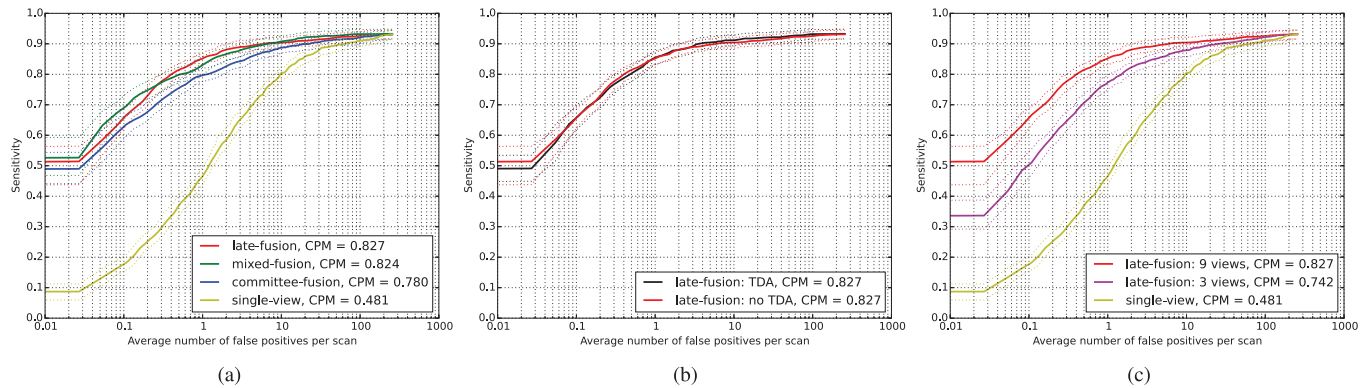 1.0
0.9
0.8
0.7
0.6
0.5
0.4
0.3
0.2
0.1
0.0
Sensitivity
late-fusion, CPM = 0.827
mixed-fusion, CPM = 0.824
committee-fusion, CPM = 0.780
single-view, CPM = 0.481
0.01 0.1 1 10 100 1000
Average number of false positives per scan
(a)
1.0
0.9
0.8
0.7
0.6
0.5
0.4
0.3
0.2
0.1
0.0
Sensitivity
late-fusion: TDA, CPM = 0.827
late-fusion: no TDA, CPM = 0.827
0.01 0.1 1 10 100 1000
Average number of false positives per scan
(b)
1.0
0.9
0.8
0.7
0.6
0.5
0.4
0.3
0.2
0.1
0.0
Sensitivity
late-fusion: 9 views, CPM = 0.827
late-fusion: 3 views, CPM = 0.742
single-view, CPM = 0.481
0.01 0.1 1 10 100 1000
Average number of false positives per scan
(c)